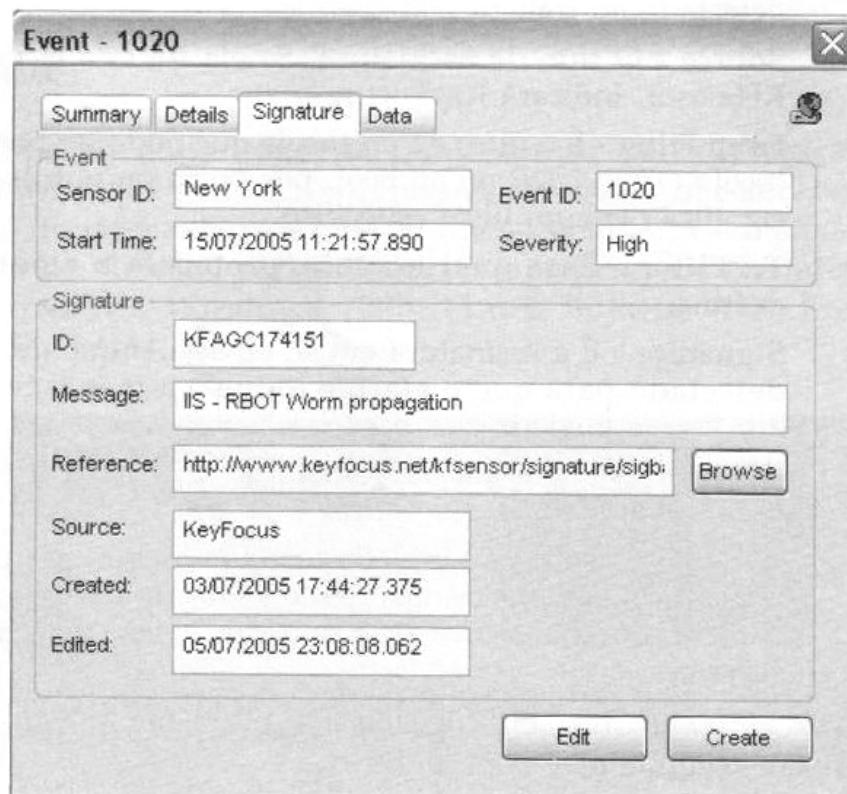 Event - 1020
Summary Details Signature Data
Event
Sensor ID: New York Event ID: 1020
Start Time: 15/07/2005 11:21:57.890 Severity: High
Signature
ID: KFAGC174151
Message: IIS - RBOT Worm propagation
Reference: http://www.keyfocus.net/kfsensor/signature/sigb Browse
Source: KeyFocus
Created: 03/07/2005 17:44:27.375
Edited: 05/07/2005 23:08:08.062
Edit Create